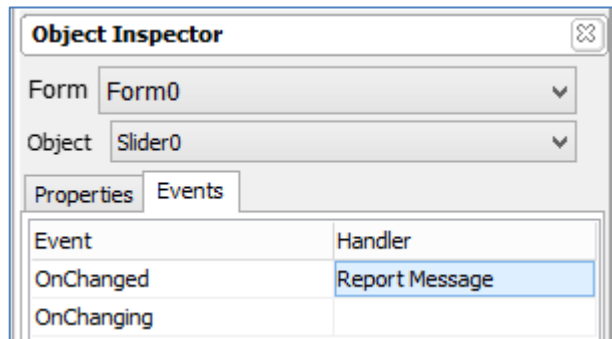 Object Inspector
Form Form0
Object Slider0
Properties Events
Event Handler
OnChanged Report Message
OnChanging